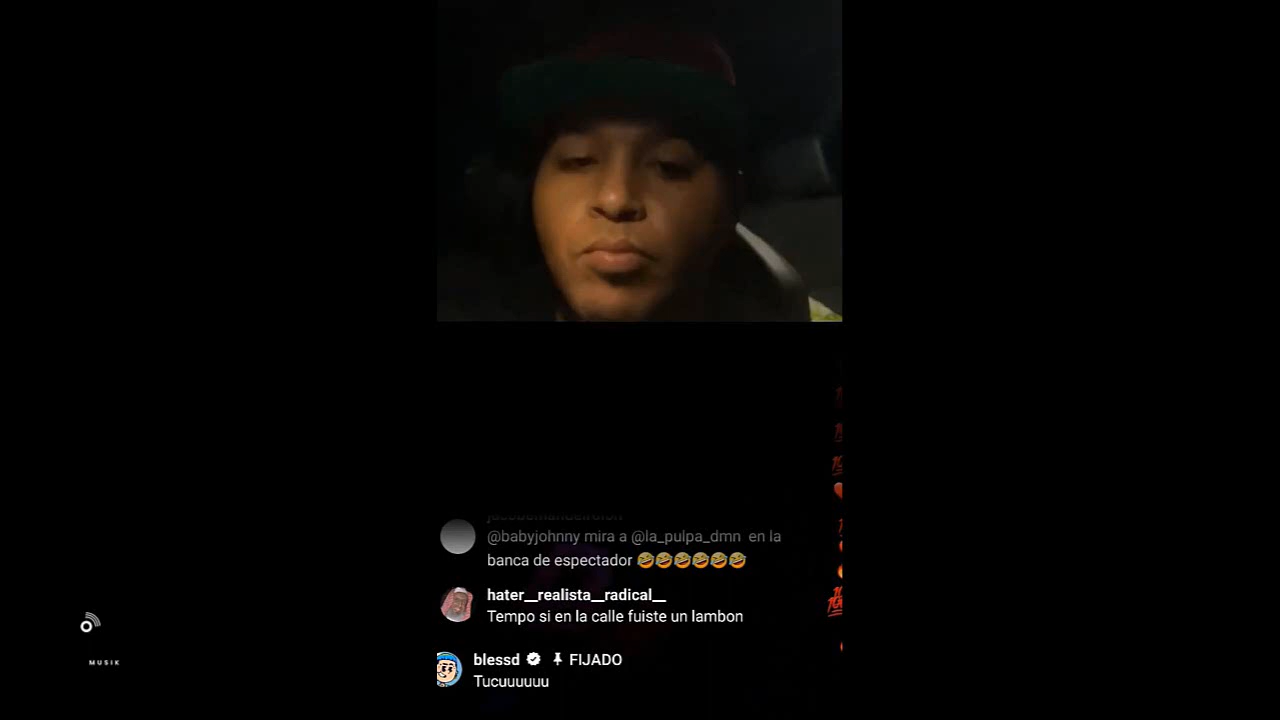 @babyjohnny mira a @la_pulpa_dmn en la
banca de espectador 🤣🤣🤣🤣🤣🤣
hater__realista__radical__
Tempo si en la calle fuiste un lambon
blessd FIJADO
Tucuuuuuu
MUSIK